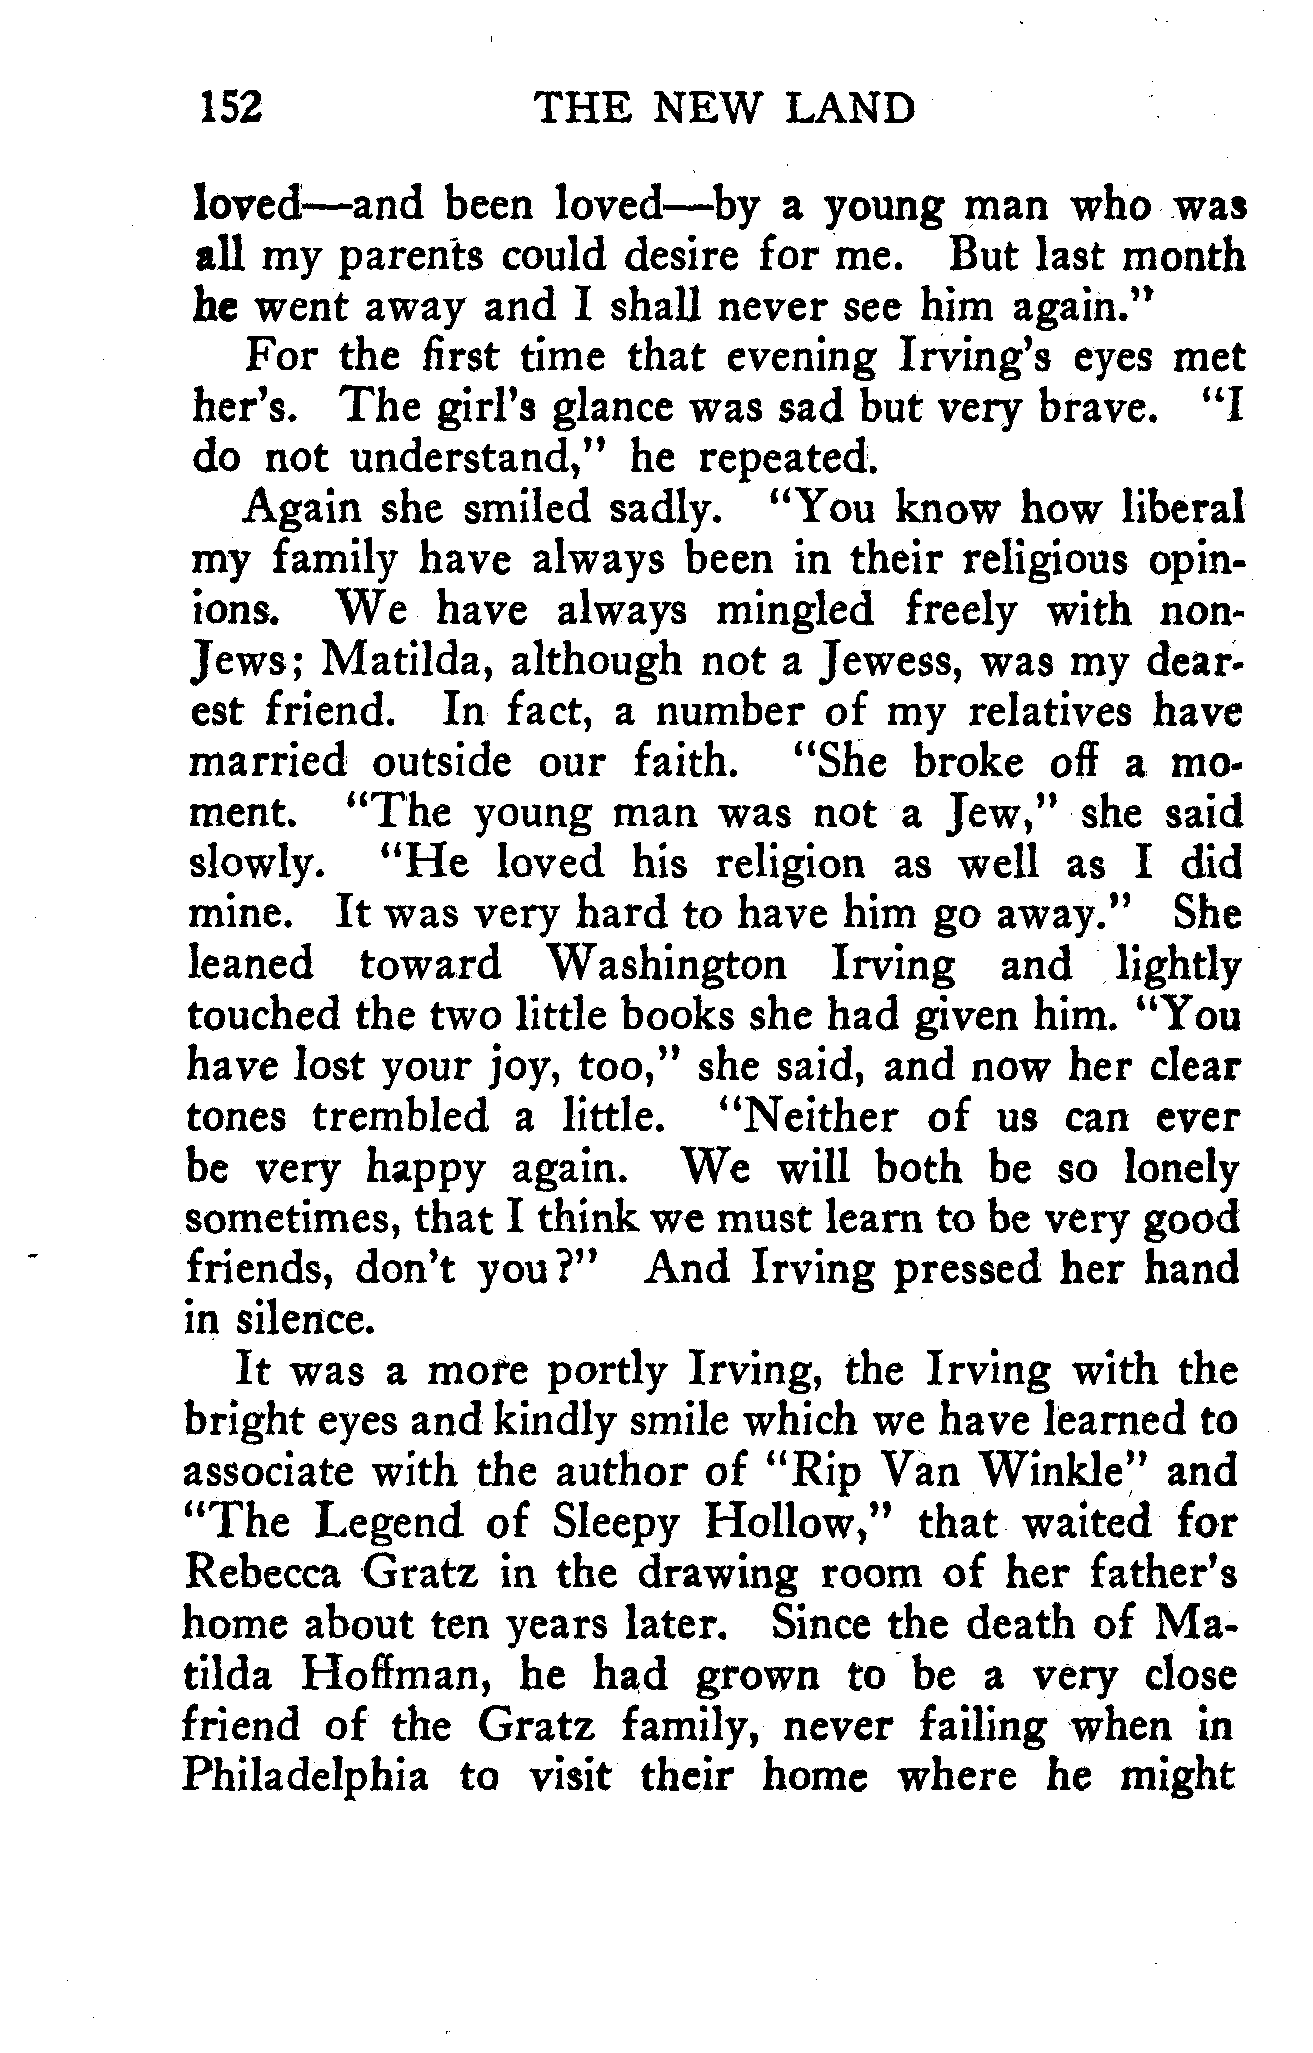 152 THE NEW LAND
loved—and been loved—by a young man who was
all my parents could desire for me. But last month
he went away and I shall never see him again."
For the first time that evening Irving's eyes met
her's. The girl's glance was sad but very brave. "I
do not understand," he repeated.
Again she smiled sadly. "You know how liberal
my family have always been in their religious opin-
ions. We have always mingled freely with non-
Jews; Matilda, although not a Jewess, was my dear-
est friend. In fact, a number of my relatives have
married outside our faith. "She broke off a mo-
ment. "The young man was not a Jew," she said
slowly. "He loved his religion as well as I did
mine. It was very hard to have him go away." She
leaned toward Washington Irving and lightly
touched the two little books she had given him. "You
have lost your joy, too," she said, and now her clear
tones trembled a little. "Neither of us can ever
be very happy again. We will both be so lonely
sometimes, that I think we must learn to be very good
friends, don't you?" And Irving pressed her hand
in silence.
It was a more portly Irving, the Irving with the
bright eyes and kindly smile which we have learned to
associate with the author of "Rip Van Winkle" and
"The Legend of Sleepy Hollow," that waited for
Rebecca Gratz in the drawing room of her father's
home about ten years later. Since the death of Ma-
tilda Hoffman, he had grown to be a very close
friend of the Gratz family, never failing when in
Philadelphia to visit their home where he might